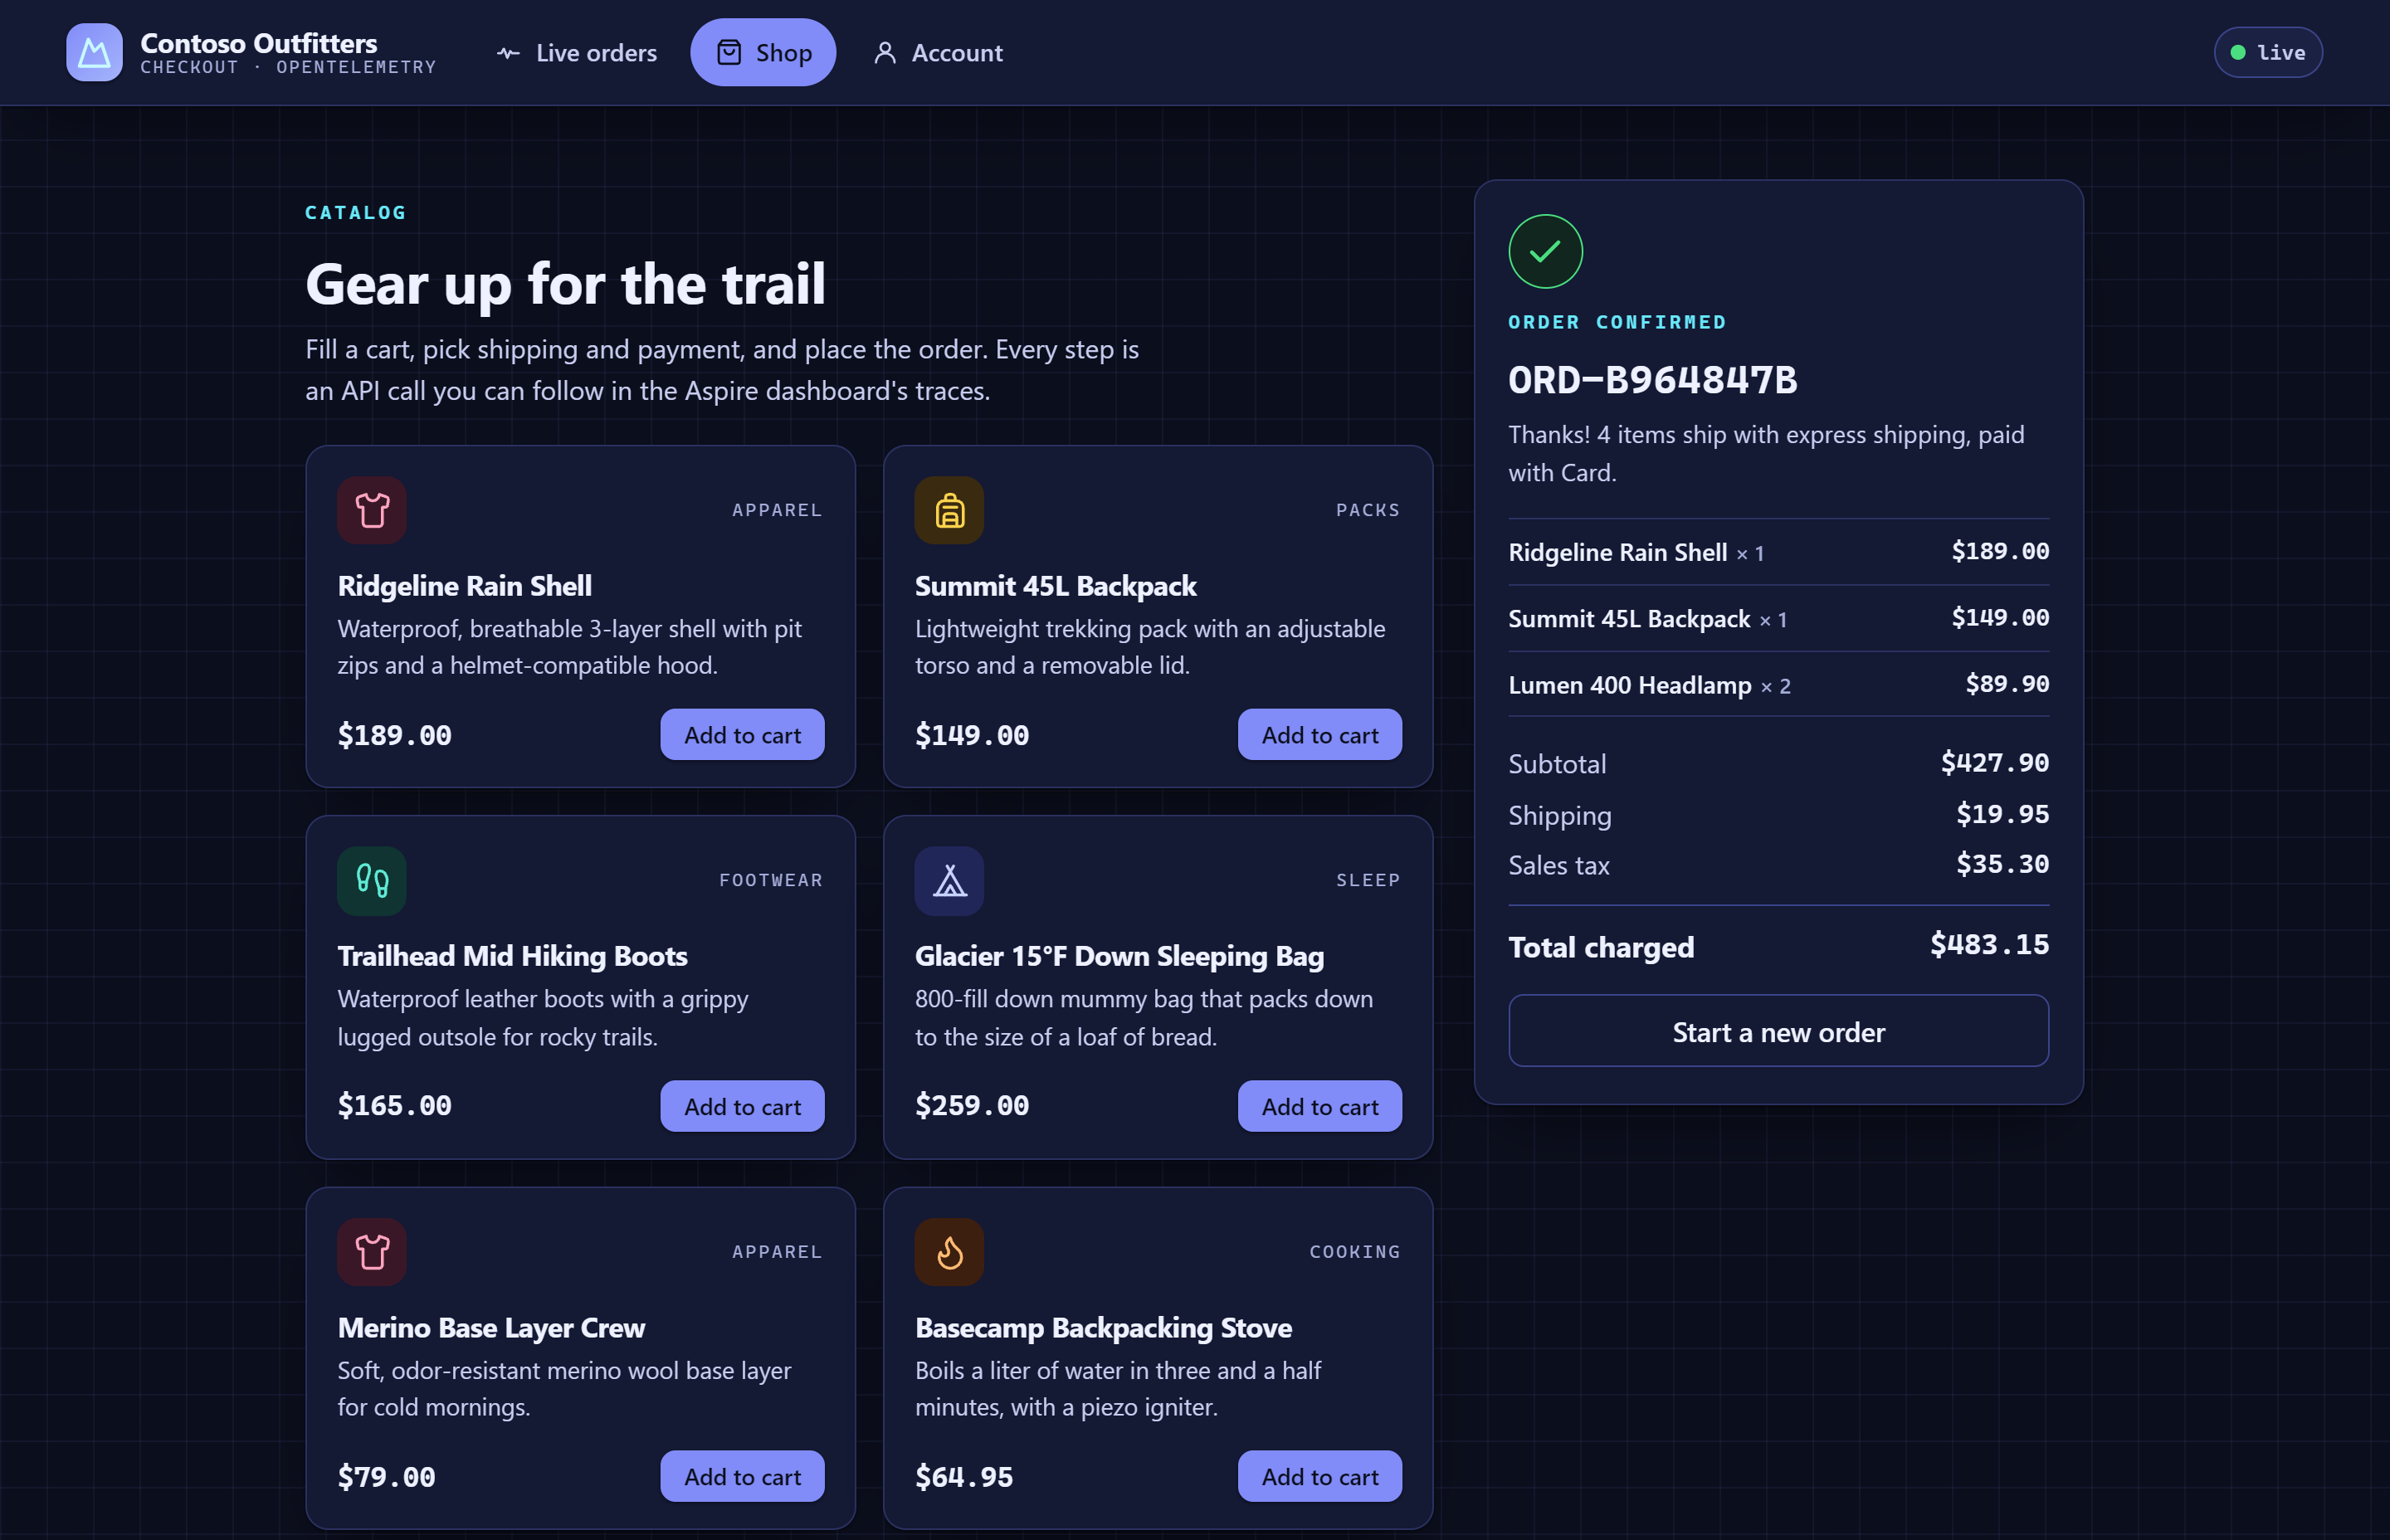 Contoso Outfitters
CHECKOUT · OPENTELEMETRY
Live orders
Shop
Account
live
CATALOG
Gear up for the trail
Fill a cart, pick shipping and payment, and place the order. Every step is
an API call you can follow in the Aspire dashboard's traces.
APPAREL
Ridgeline Rain Shell
Waterproof, breathable 3-layer shell with pit
zips and a helmet-compatible hood.
$189.00
Add to cart
PACKS
Summit 45L Backpack
Lightweight trekking pack with an adjustable
torso and a removable lid.
$149.00
Add to cart
FOOTWEAR
Trailhead Mid Hiking Boots
Waterproof leather boots with a grippy
lugged outsole for rocky trails.
$165.00
Add to cart
SLEEP
Glacier 15°F Down Sleeping Bag
800-fill down mummy bag that packs down
to the size of a loaf of bread.
$259.00
Add to cart
APPAREL
Merino Base Layer Crew
Soft, odor-resistant merino wool base layer
for cold mornings.
$79.00
Add to cart
COOKING
Basecamp Backpacking Stove
Boils a liter of water in three and a half
minutes, with a piezo igniter.
$64.95
Add to cart
ORDER CONFIRMED
ORD-B964847B
Thanks! 4 items ship with express shipping, paid
with Card.
Ridgeline Rain Shell × 1 $189.00
Summit 45L Backpack × 1 $149.00
Lumen 400 Headlamp × 2 $89.90
Subtotal $427.90
Shipping $19.95
Sales tax $35.30
Total charged $483.15
Start a new order